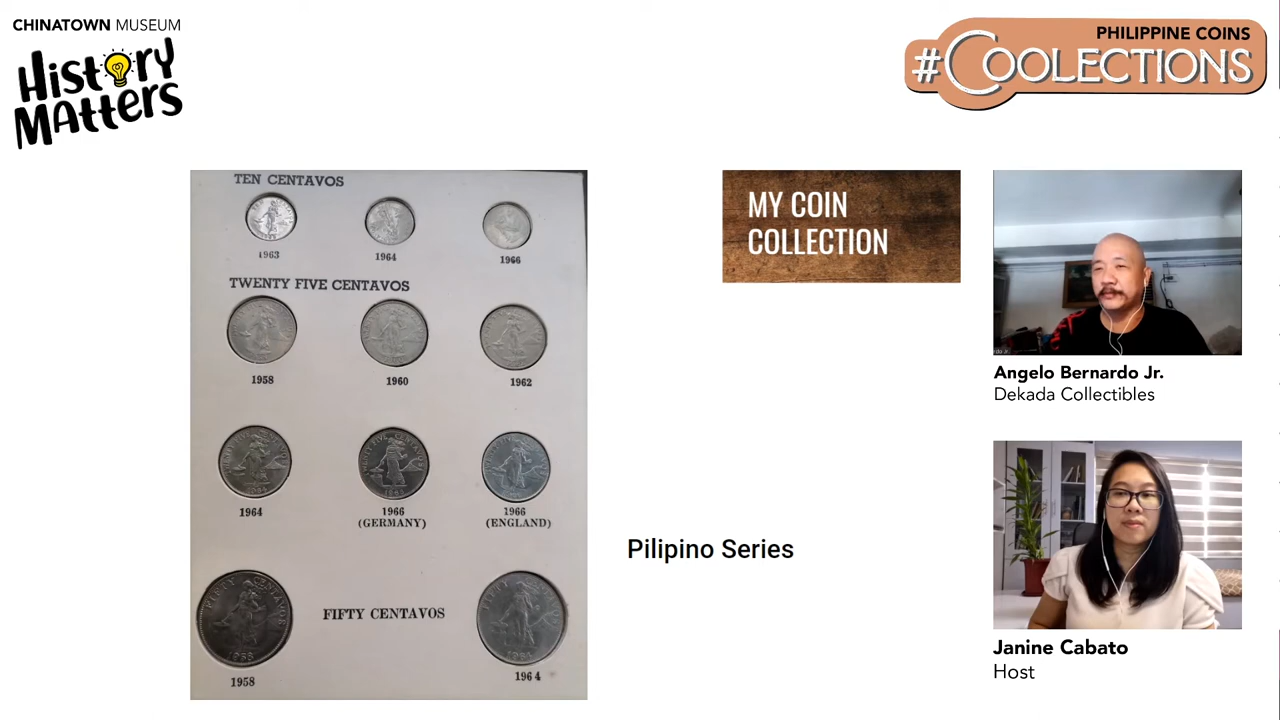 CHINATOWN MUSEUM
HISTORY
MATTERS
PHILIPPINE COINS
#COOLECTIONS
TEN CENTAVOS
1963
1964
1966
TWENTY FIVE CENTAVOS
1958
1960
1962
1964
1966
(GERMANY)
1966
(ENGLAND)
FIFTY CENTAVOS
1958
1964
Pilipino Series
MY COIN
COLLECTION
Angelo Bernardo Jr.
Dekada Collectibles
Janine Cabato
Host